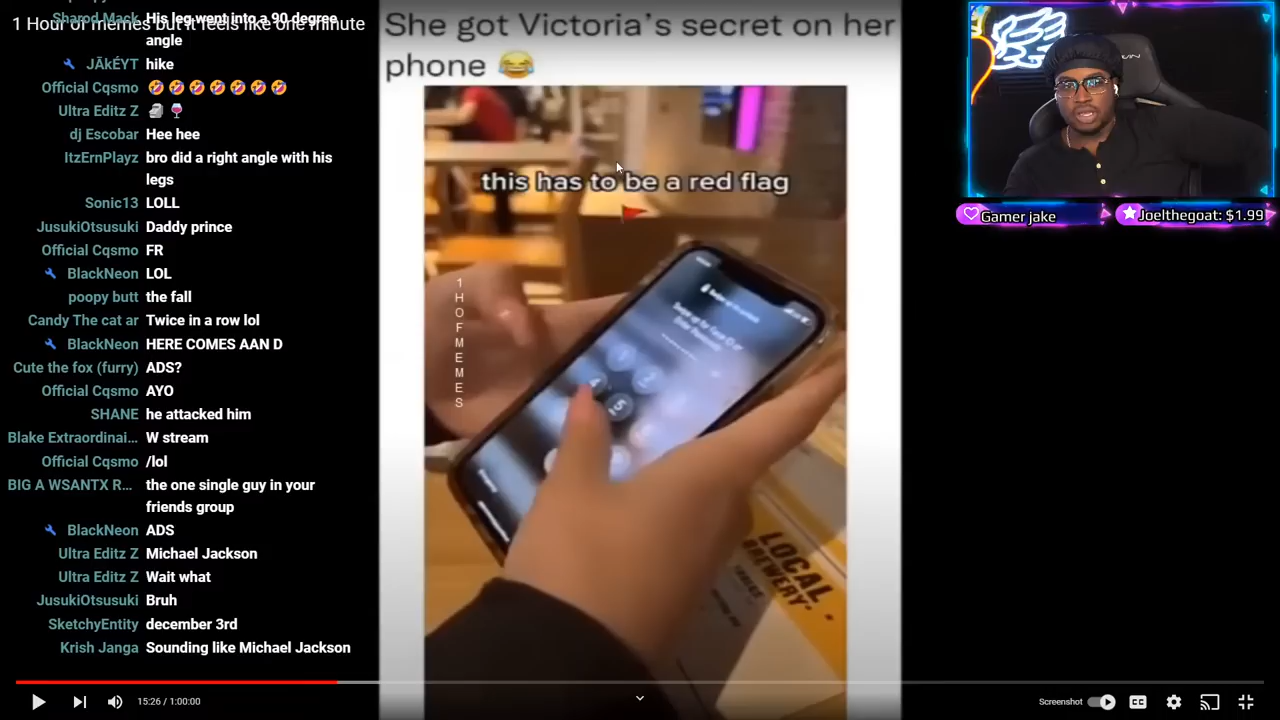 1 Hour of memes but it feels like one minute
Sharod Mack His leg went into a 90 degree
angle
JÃkÉYT hike
Official Cqsmo 🤣🤣🤣🤣🤣🤣🤣
Ultra Editz Z 🗿🍷
dj Escobar Hee hee
ItzErnPlayz bro did a right angle with his
legs
Sonic13 LOLL
JusukiOtsusuki Daddy prince
Official Cqsmo FR
BlackNeon LOL
poopy butt the fall
Candy The cat ar Twice in a row lol
BlackNeon HERE COMES AAN D
Cute the fox (furry) ADS?
Official Cqsmo AYO
SHANE he attacked him
Blake Extraordinai... W stream
Official Cqsmo /lol
BIG A WSANTX R... the one single guy in your
friends group
BlackNeon ADS
Ultra Editz Z Michael Jackson
Ultra Editz Z Wait what
JusukiOtsusuki Bruh
SketchyEntity december 3rd
Krish Janga Sounding like Michael Jackson
She got Victoria's secret on her
phone 😂
this has to be a red flag
1
H
O
F
M
E
M
E
S
1
2
4
5
LOCAL
BREWERY
Gamer jake
Joelthegoat: $1.99
15:26 / 1:00:00
Screenshot
CC